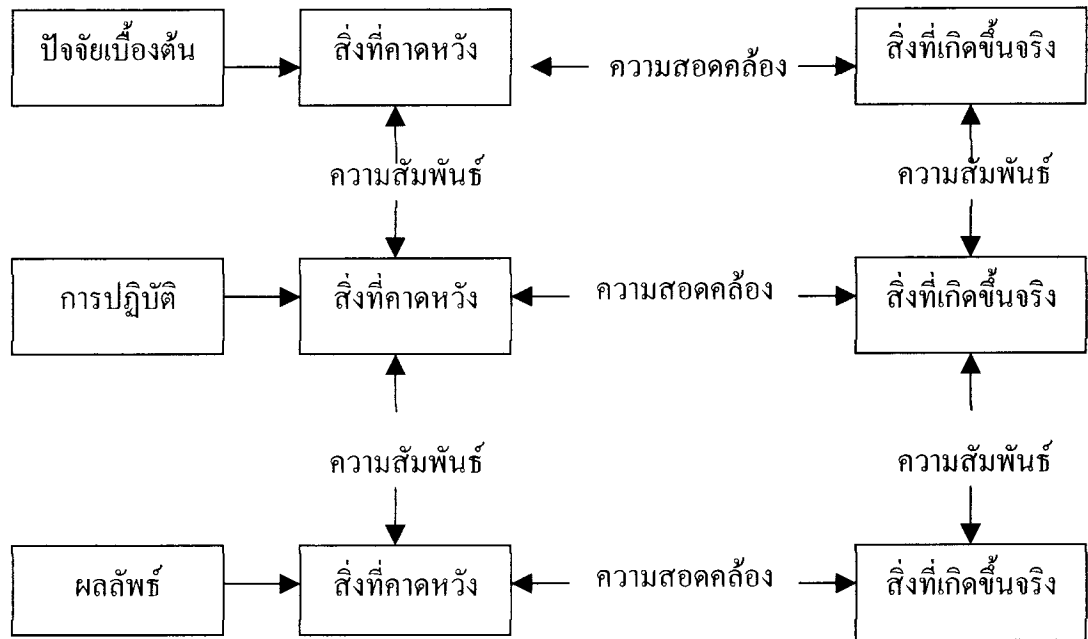 ปัจจัยเบื้องต้น
สิ่งที่คาดหวัง
ความสอดคล้อง
สิ่งที่เกิดขึ้นจริง
ความสัมพันธ์
ความสัมพันธ์
การปฏิบัติ
สิ่งที่คาดหวัง
ความสอดคล้อง
สิ่งที่เกิดขึ้นจริง
ความสัมพันธ์
ความสัมพันธ์
ผลลัพธ์
สิ่งที่คาดหวัง
ความสอดคล้อง
สิ่งที่เกิดขึ้นจริง